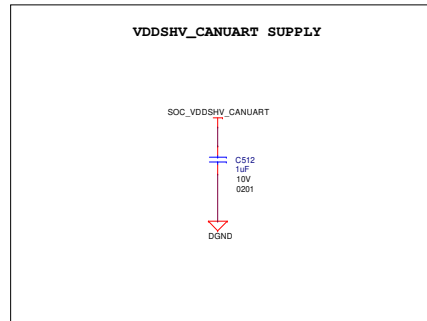 VDDSHV_CANUART SUPPLY
SOC_VDDSHV_CANUART
C512
1uF
10V
0201
DGND